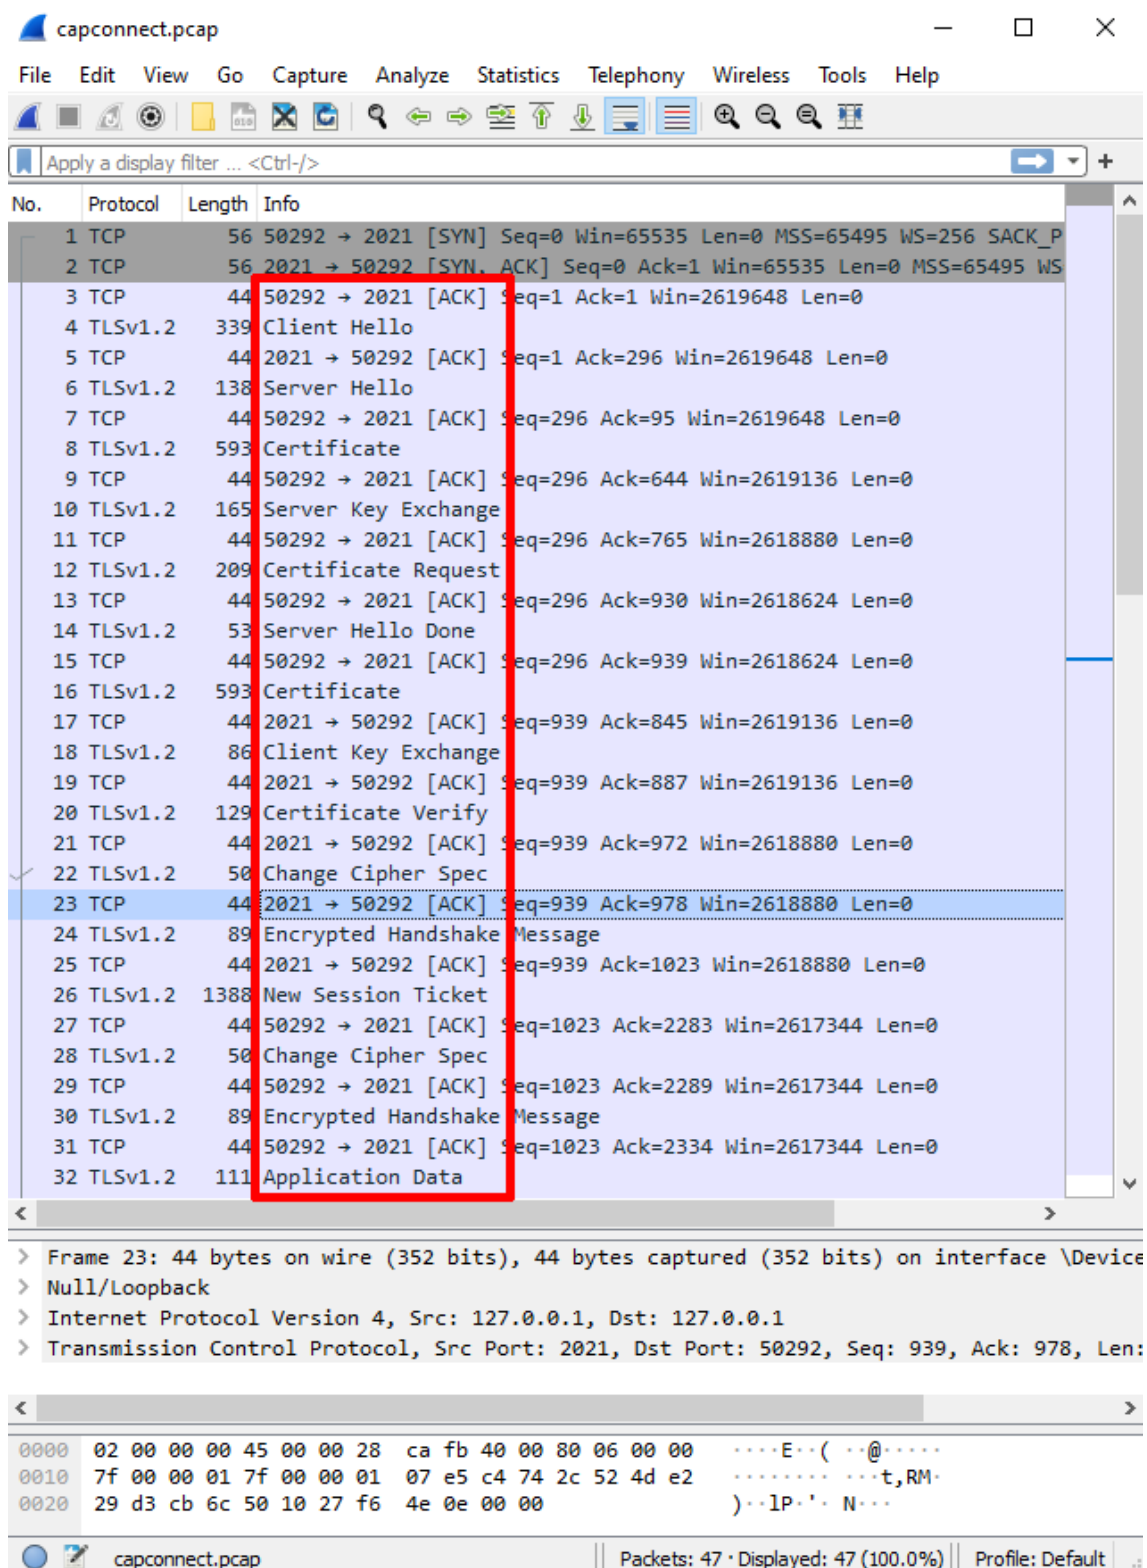 capconnect.pcap
File Edit View Go Capture Analyze Statistics Telephony Wireless Tools Help
Apply a display filter ... <Ctrl-/>
No. Protocol Length Info
1 TCP 56 50292 → 2021 [SYN] Seq=0 Win=65535 Len=0 MSS=65495 WS=256 SACK_P
2 TCP 56 2021 → 50292 [SYN, ACK] Seq=0 Ack=1 Win=65535 Len=0 MSS=65495 WS
3 TCP 44 50292 → 2021 [ACK] Seq=1 Ack=1 Win=2619648 Len=0
4 TLSv1.2 339 Client Hello
5 TCP 44 2021 → 50292 [ACK] Seq=1 Ack=296 Win=2619648 Len=0
6 TLSv1.2 138 Server Hello
7 TCP 44 50292 → 2021 [ACK] Seq=296 Ack=95 Win=2619648 Len=0
8 TLSv1.2 593 Certificate
9 TCP 44 50292 → 2021 [ACK] Seq=296 Ack=644 Win=2619136 Len=0
10 TLSv1.2 165 Server Key Exchange
11 TCP 44 50292 → 2021 [ACK] Seq=296 Ack=765 Win=2618880 Len=0
12 TLSv1.2 209 Certificate Request
13 TCP 44 50292 → 2021 [ACK] Seq=296 Ack=930 Win=2618624 Len=0
14 TLSv1.2 53 Server Hello Done
15 TCP 44 50292 → 2021 [ACK] Seq=296 Ack=939 Win=2618624 Len=0
16 TLSv1.2 593 Certificate
17 TCP 44 2021 → 50292 [ACK] Seq=939 Ack=845 Win=2619136 Len=0
18 TLSv1.2 86 Client Key Exchange
19 TCP 44 2021 → 50292 [ACK] Seq=939 Ack=887 Win=2619136 Len=0
20 TLSv1.2 129 Certificate Verify
21 TCP 44 2021 → 50292 [ACK] Seq=939 Ack=972 Win=2618880 Len=0
22 TLSv1.2 50 Change Cipher Spec
23 TCP 44 2021 → 50292 [ACK] Seq=939 Ack=978 Win=2618880 Len=0
24 TLSv1.2 89 Encrypted Handshake Message
25 TCP 44 2021 → 50292 [ACK] Seq=939 Ack=1023 Win=2618880 Len=0
26 TLSv1.2 1388 New Session Ticket
27 TCP 44 50292 → 2021 [ACK] Seq=1023 Ack=2283 Win=2617344 Len=0
28 TLSv1.2 50 Change Cipher Spec
29 TCP 44 50292 → 2021 [ACK] Seq=1023 Ack=2289 Win=2617344 Len=0
30 TLSv1.2 89 Encrypted Handshake Message
31 TCP 44 50292 → 2021 [ACK] Seq=1023 Ack=2334 Win=2617344 Len=0
32 TLSv1.2 111 Application Data
> Frame 23: 44 bytes on wire (352 bits), 44 bytes captured (352 bits) on interface \Device
> Null/Loopback
> Internet Protocol Version 4, Src: 127.0.0.1, Dst: 127.0.0.1
> Transmission Control Protocol, Src Port: 2021, Dst Port: 50292, Seq: 939, Ack: 978, Len:
0000 02 00 00 00 45 00 00 28 ca fb 40 00 80 06 00 00 ····E··( ··@·····
0010 7f 00 00 01 7f 00 00 01 07 e5 c4 74 2c 52 4d e2 ········ ···t,RM·
0020 29 d3 cb 6c 50 10 27 f6 4e 0e 00 00 )··lP·'· N···
capconnect.pcap Packets: 47 · Displayed: 47 (100.0%) Profile: Default